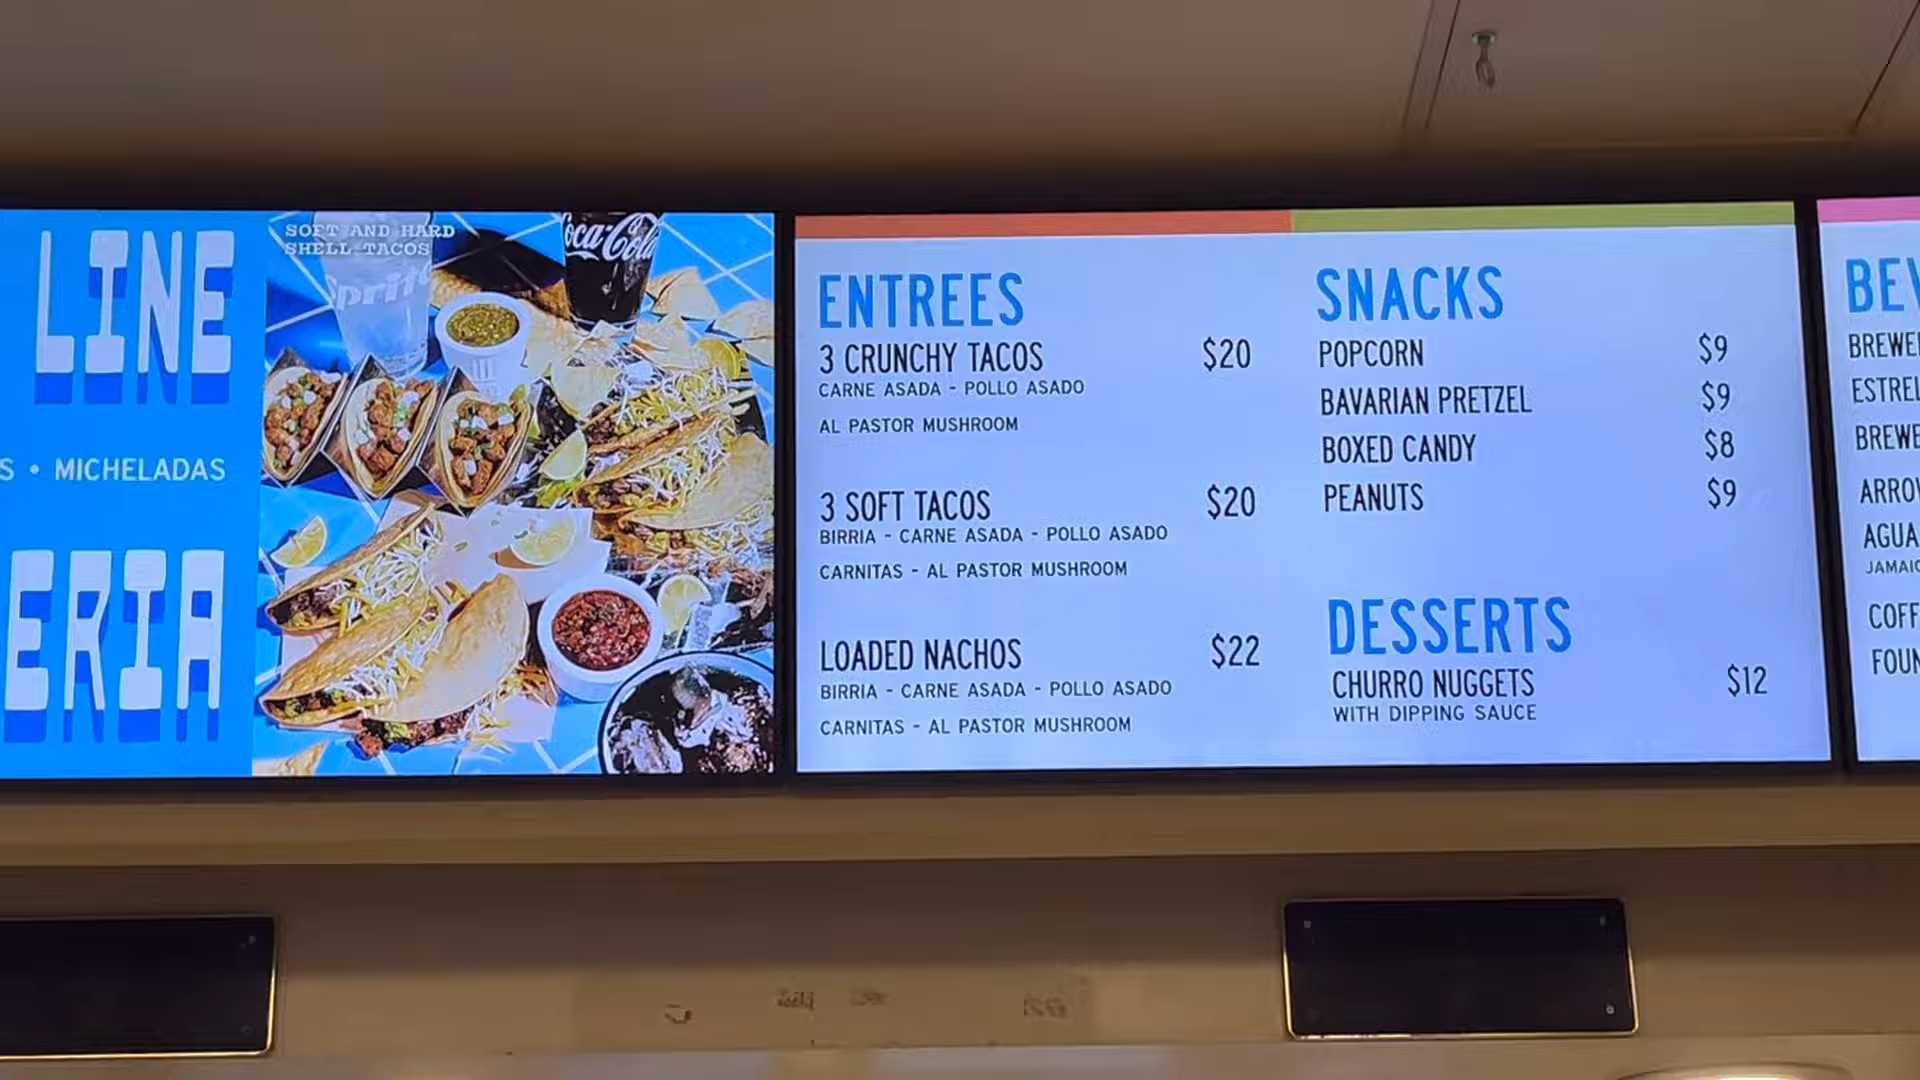 LINE
MICHELADAS
ERIA
SOFT AND HARD
SHELL TACOS
Sprite
Coca-Cola
ENTREES
3 CRUNCHY TACOS $20
CARNE ASADA - POLLO ASADO
AL PASTOR MUSHROOM
3 SOFT TACOS $20
BIRRIA - CARNE ASADA - POLLO ASADO
CARNITAS - AL PASTOR MUSHROOM
LOADED NACHOS $22
BIRRIA - CARNE ASADA - POLLO ASADO
CARNITAS - AL PASTOR MUSHROOM
SNACKS
POPCORN $9
BAVARIAN PRETZEL $9
BOXED CANDY $8
PEANUTS $9
DESSERTS
CHURRO NUGGETS $12
WITH DIPPING SAUCE
BEV
BREWE
ESTREL
BREWE
ARRO
AGUA
JAMAIC
COFF
FOUN